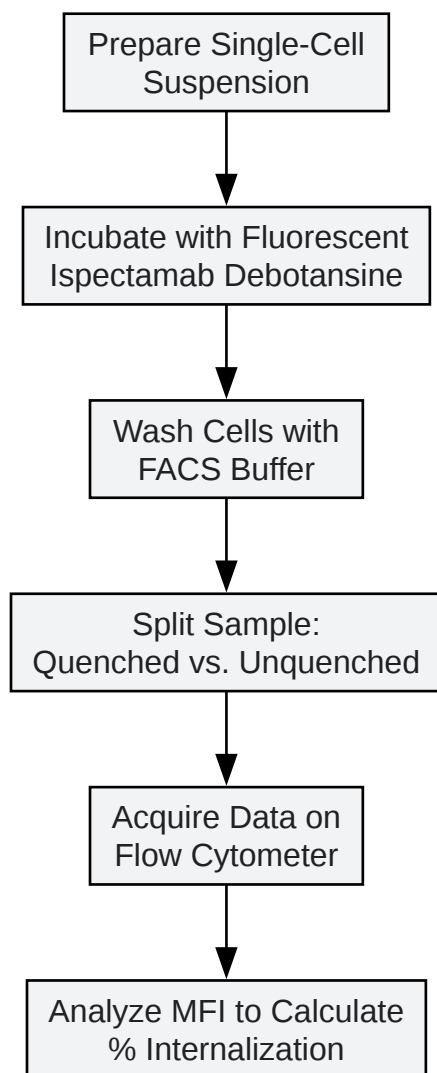 Prepare Single-Cell
Suspension
Incubate with Fluorescent
Ispectamab Debotansine
Wash Cells with
FACS Buffer
Split Sample:
Quenched vs. Unquenched
Acquire Data on
Flow Cytometer
Analyze MFI to Calculate
% Internalization